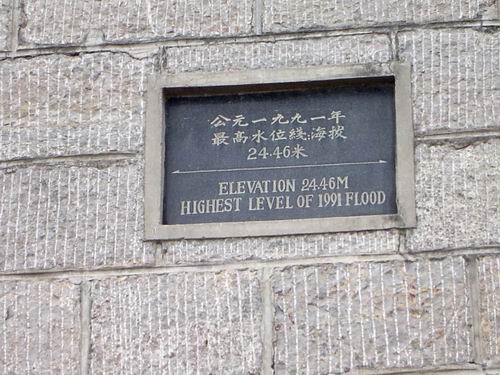 公元一九九一年
最高水位綫:海拔
24.46米
ELEVATION 24.46M
HIGHEST LEVEL OF 1991 FLOOD